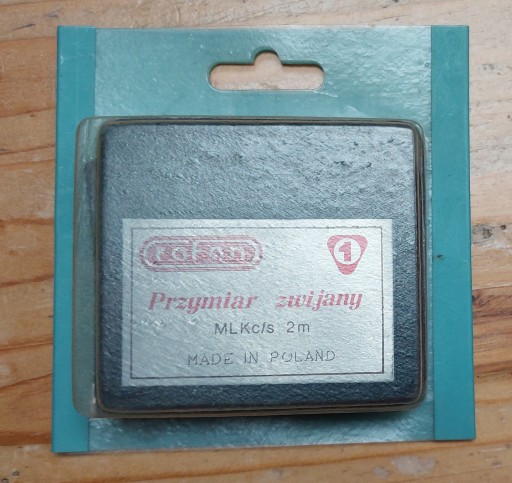 1
Przymiar zwijany
MLKc/s 2m
MADE IN POLAND